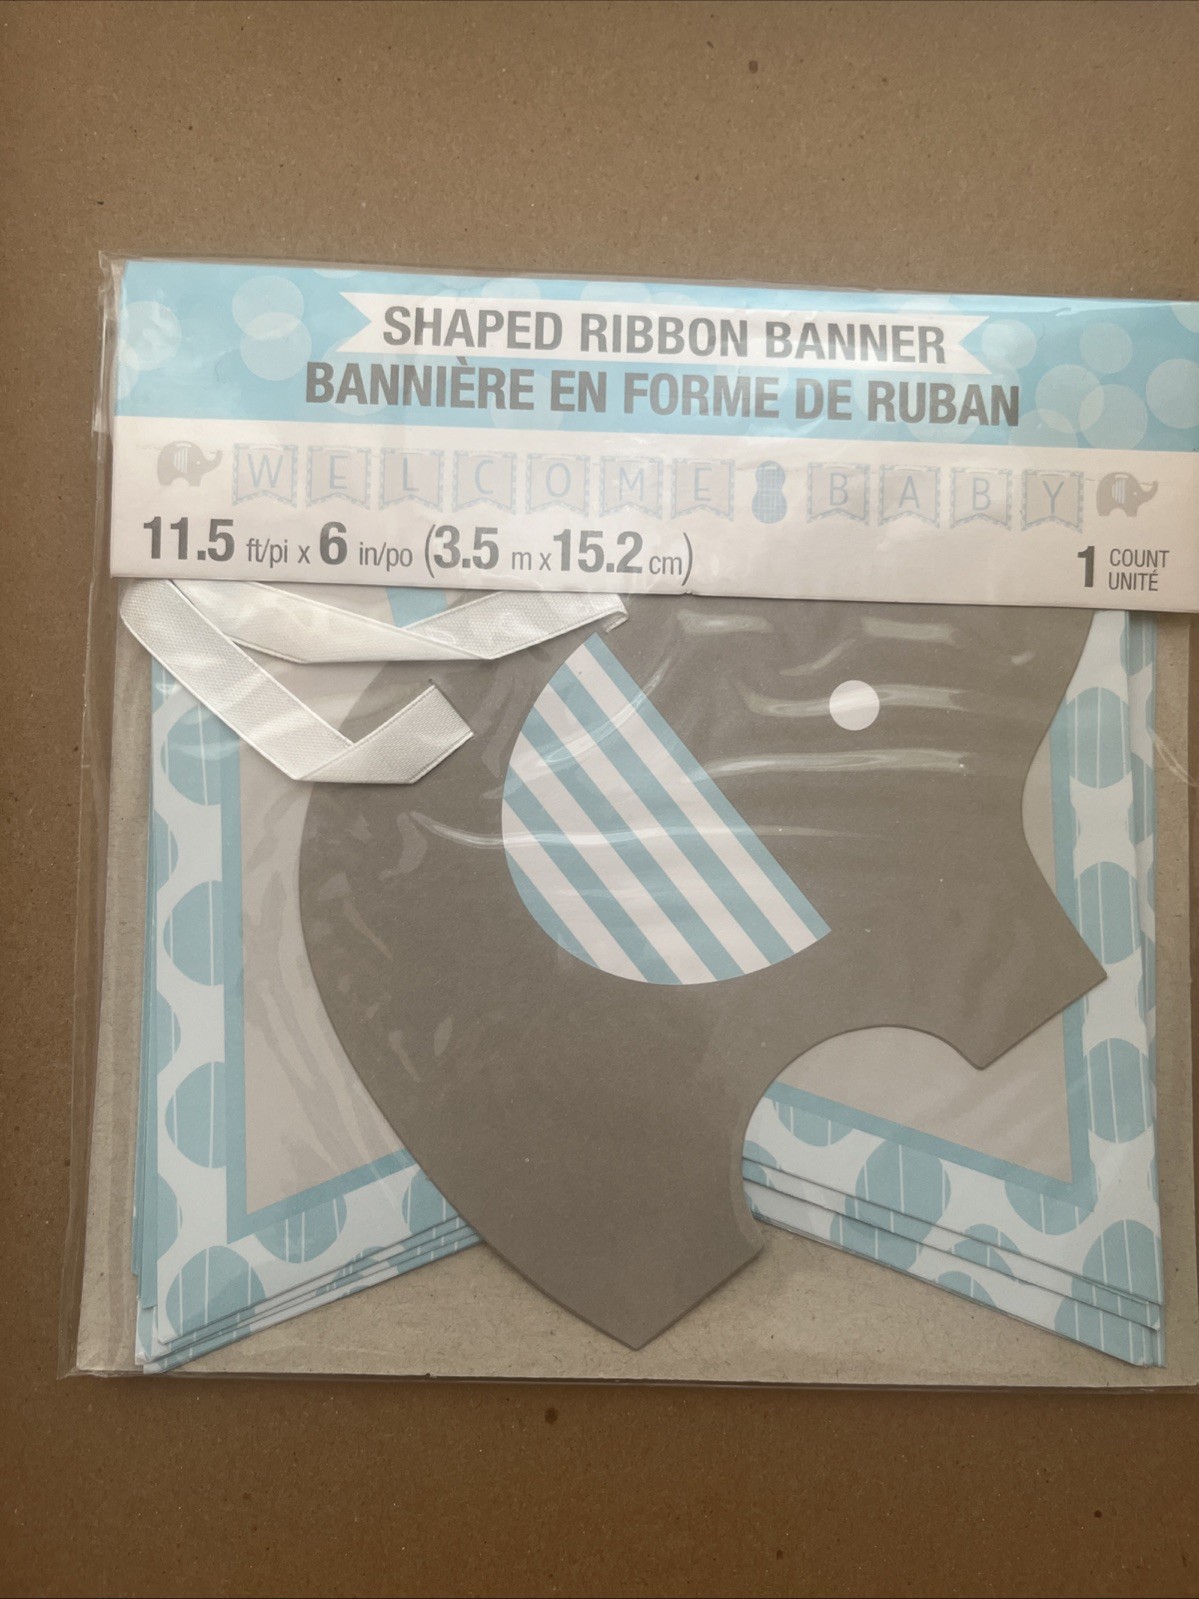 SHAPED RIBBON BANNER
BANNIÈRE EN FORME DE RUBAN
WELCOME BABY
11.5 ft/pi x 6 in/po (3.5 m x 15.2 cm)
1 COUNT
UNITÉ